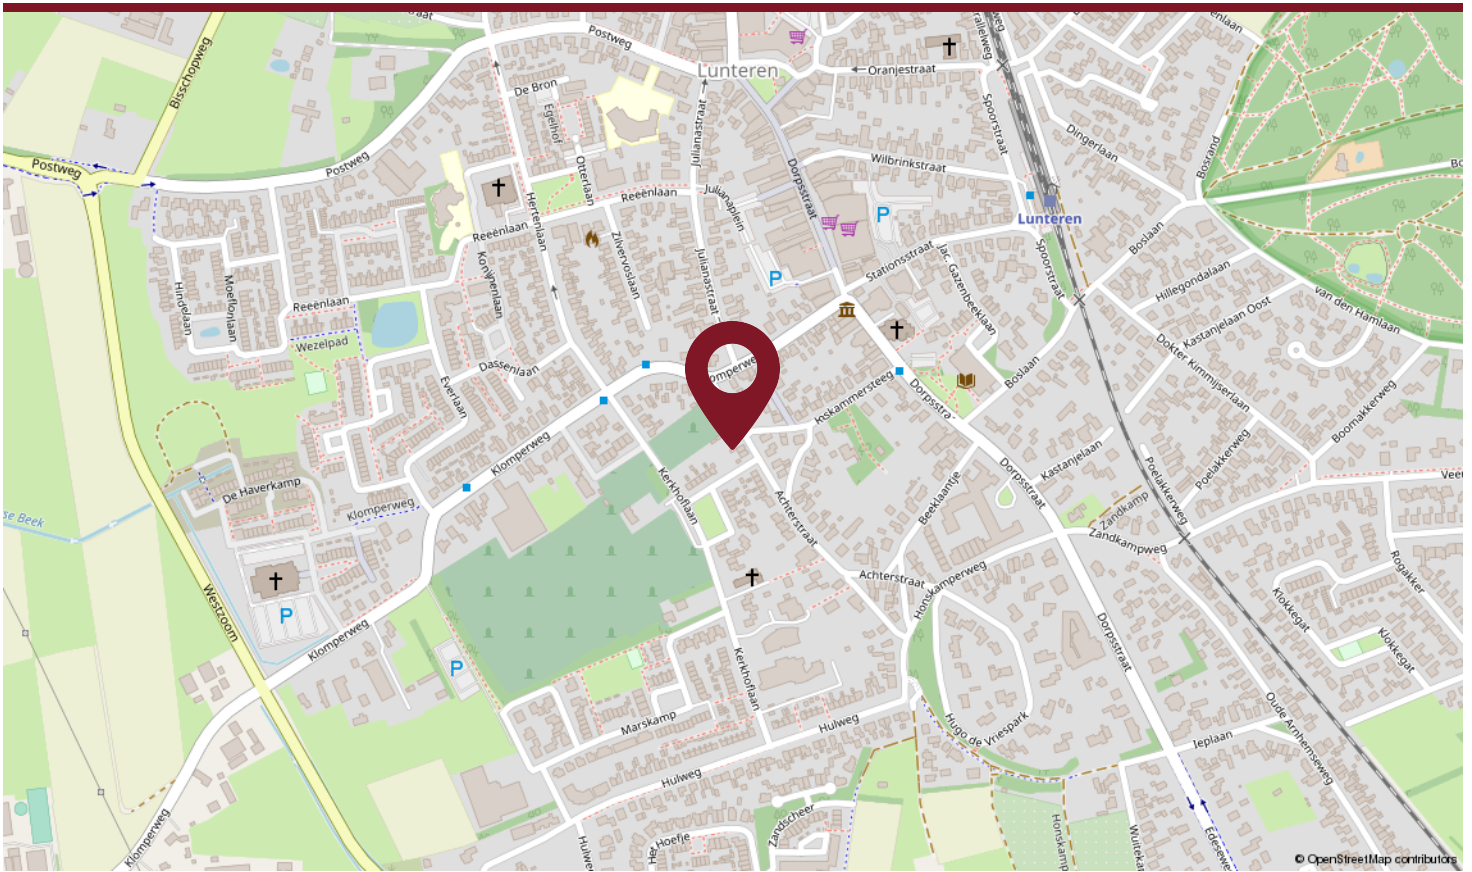 Bisschopweg
Postweg
Lunteren
Oranjestraat
De Bron
Egelhof
Julianastraat
Spoorstraat
Dingerlaan
Bosrand
Postweg
Postweg
Otterlaan
Dorpsstraat
Wilbrinkstraat
Hertenlaan
Reeënlaan
Julianaplein
P
Lunteren
Reeënlaan
Zilvervoslaan
Julianastraat
Stationsstraat
Jac. Gazenbeeklaan
Spoorstraat
Boslaan
Hillegondalaan
Hindelaan
Moeflonlaan
Konijnenlaan
P
Kastanjelaan Oost
van den Hamlaan
Reeënlaan
Wezelpad
Dassenlaan
Everlaan
Dokter Kimmijserlaan
Boslaan
Boomakkerweg
Klomperweg
Poelakkerweg
Kastanjelaan
Dorpsstraat
De Haverkamp
Klomperweg
Kerkhoflaan
Achterstraat
Beeklaantje
Poelakkerweg
Zandkamp
Zandkampweg
Achterstraat
Honskamperweg
Rogakker
Westzoom
P
Klomperweg
P
Klokkegat
Klokkegat
Dorpsstraat
Kerkhoflaan
Marskamp
Hulweg
Hugo de Vriespark
Oude Arnhemseweg
Ieplaan
Hulweg
Klomperweg
Het Hoefje
Zandscheer
© OpenStreetMap contributors